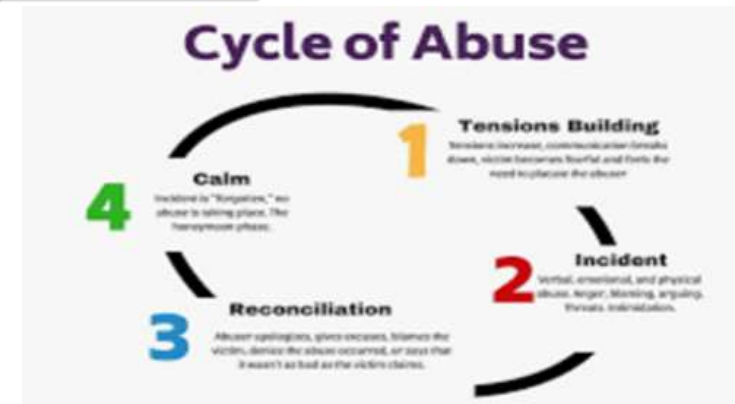 Cycle of Abuse
1
Tensions Building
Tensions increase, communication breaks
down, victim becomes fearful and feels the
need to placate the abuser
2
Incident
Verbal, emotional, and physical
abuse. Anger, blaming, arguing.
Threats. Intimidation.
3
Reconciliation
Abuser apologizes, gives excuses, blames the
victim, denies the abuse occurred, or says that
it wasn't as bad as the victim claims.
4
Calm
Incident is "forgotten," no
abuse is taking place. The
honeymoon phase.